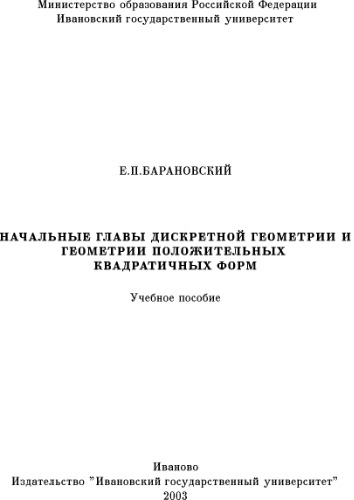 Министерство образования Российской Федерации
Ивановский государственный университет
Е.П.БАРАНОВСКИЙ
НАЧАЛЬНЫЕ ГЛАВЫ ДИСКРЕТНОЙ ГЕОМЕТРИИ И
ГЕОМЕТРИИ ПОЛОЖИТЕЛЬНЫХ
КВАДРАТИЧНЫХ ФОРМ
Учебное пособие
Иваново
Издательство "Ивановский государственный университет"
2003